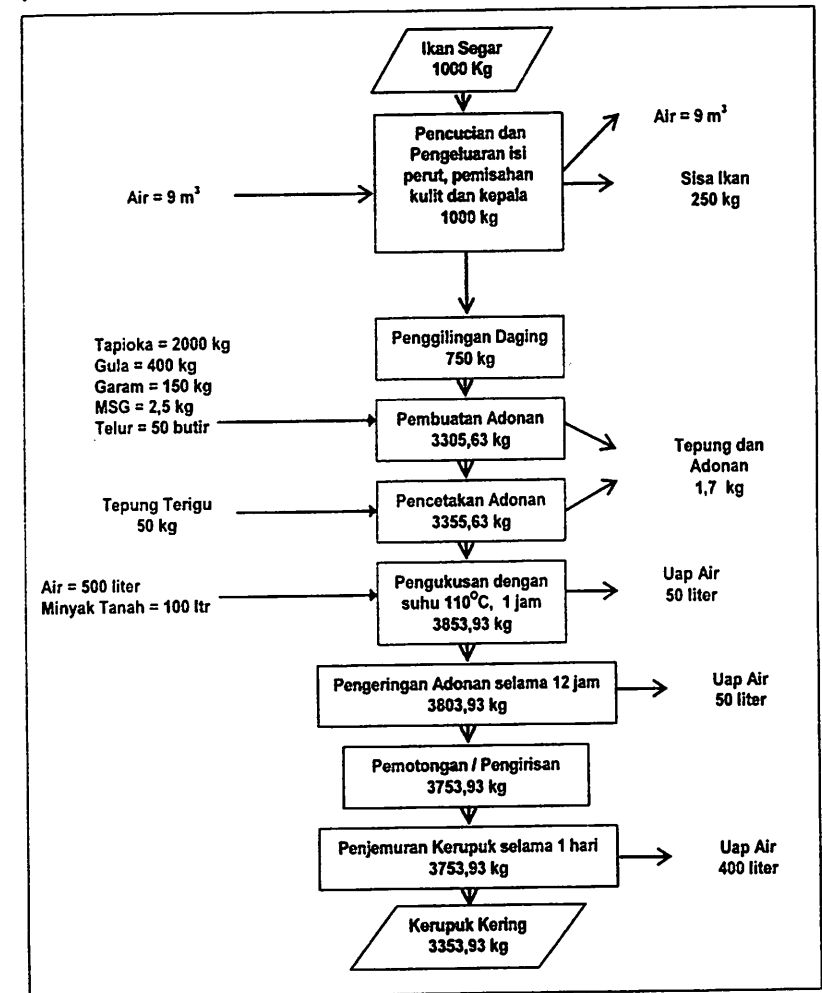 Ikan Segar
1000 Kg
Air = 9 m³
Pencucian dan
Pengeluaran isi
perut, pemisahan
kulit dan kepala
1000 kg
Air = 9 m³
Sisa Ikan
250 kg
Penggilingan Daging
750 kg
Tapioka = 2000 kg
Gula = 400 kg
Garam = 150 kg
MSG = 2,5 kg
Telur = 50 butir
Pembuatan Adonan
3305,63 kg
Tepung dan
Adonan
1,7 kg
Tepung Terigu
50 kg
Pencetakan Adonan
3355,63 kg
Air = 500 liter
Minyak Tanah = 100 ltr
Pengukusan dengan
suhu 110°C, 1 jam
3853,93 kg
Uap Air
50 liter
Pengeringan Adonan selama 12 jam
3803,93 kg
Uap Air
50 liter
Pemotongan / Pengirisan
3753,93 kg
Penjemuran Kerupuk selama 1 hari
3753,93 kg
Uap Air
400 liter
Kerupuk Kering
3353,93 kg